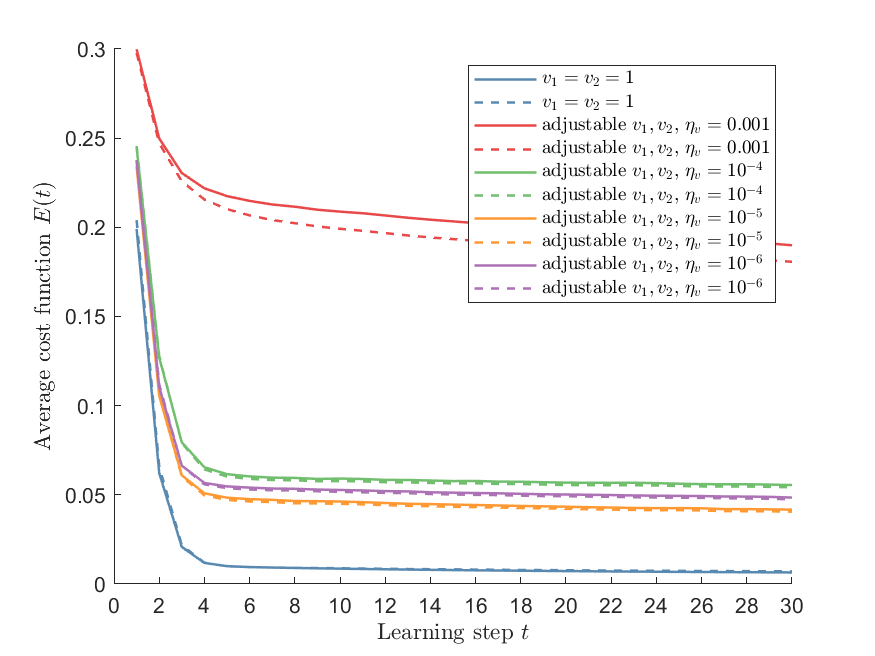 0.3
0.25
0.2
0.15
0.1
0.05
0
Average cost function E(t)
v₁ = v₂ = 1
v₁ = v₂ = 1
adjustable v₁, v₂, ηᵥ = 0.001
adjustable v₁, v₂, ηᵥ = 0.001
adjustable v₁, v₂, ηᵥ = 10⁻⁴
adjustable v₁, v₂, ηᵥ = 10⁻⁴
adjustable v₁, v₂, ηᵥ = 10⁻⁵
adjustable v₁, v₂, ηᵥ = 10⁻⁵
adjustable v₁, v₂, ηᵥ = 10⁻⁶
adjustable v₁, v₂, ηᵥ = 10⁻⁶
0 2 4 6 8 10 12 14 16 18 20 22 24 26 28 30
Learning step t